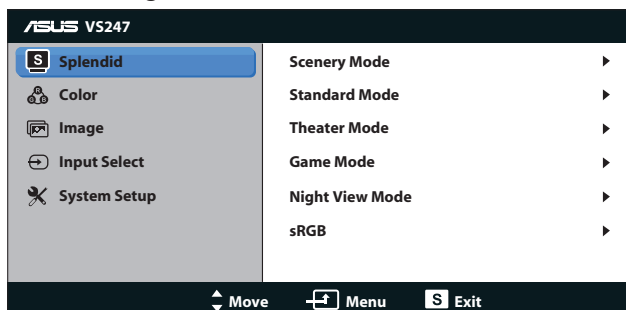 ASUS VS247
S Splendid
Color
Image
Input Select
System Setup
Scenery Mode
Standard Mode
Theater Mode
Game Mode
Night View Mode
sRGB
Move Menu S Exit